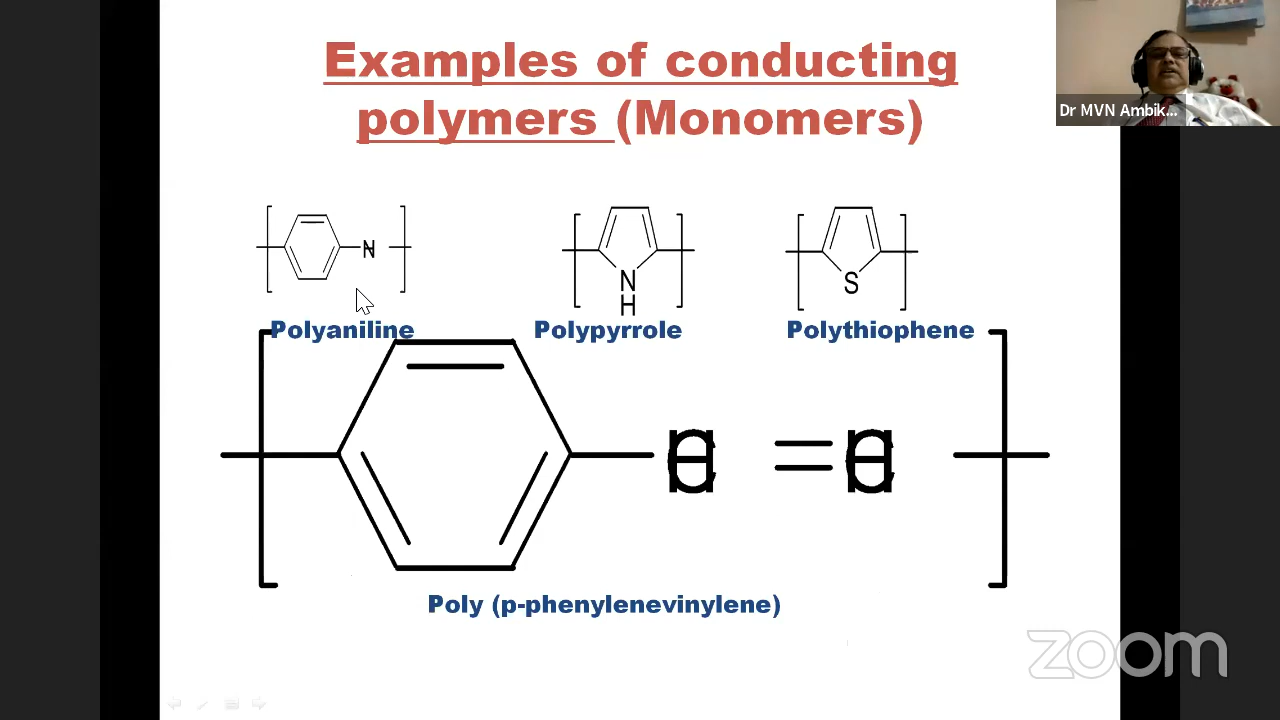 Examples of conducting
polymers (Monomers)
Dr MVN Ambik...
N
N
H
S
Polyaniline
Polypyrrole
Polythiophene
Poly (p-phenylenevinylene)
zoom